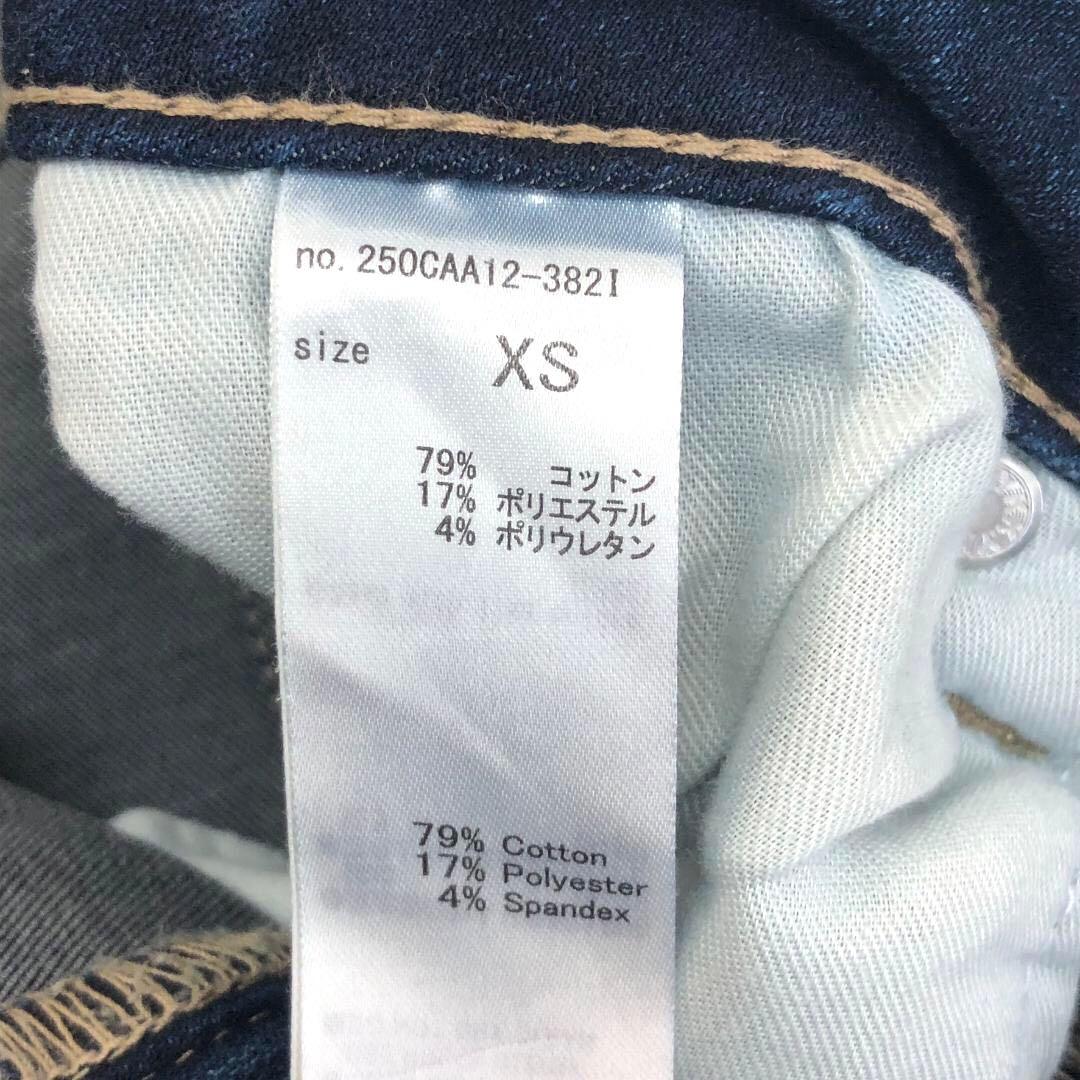 no. 250CAA12-382I
size XS
79% コットン
17% ポリエステル
4% ポリウレタン
79% Cotton
17% Polyester
4% Spandex